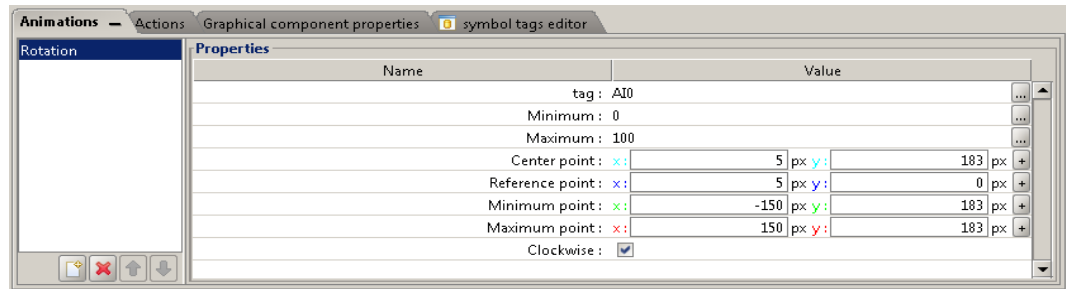 Animations Actions Graphical component properties symbol tags editor
Rotation
Properties
Name Value
tag : AI0 ...
Minimum : 0 ...
Maximum : 100 ...
Center point : x : 5 px y : 183 px +
Reference point : x : 5 px y : 0 px +
Minimum point : x : -150 px y : 183 px +
Maximum point : x : 150 px y : 183 px +
Clockwise :